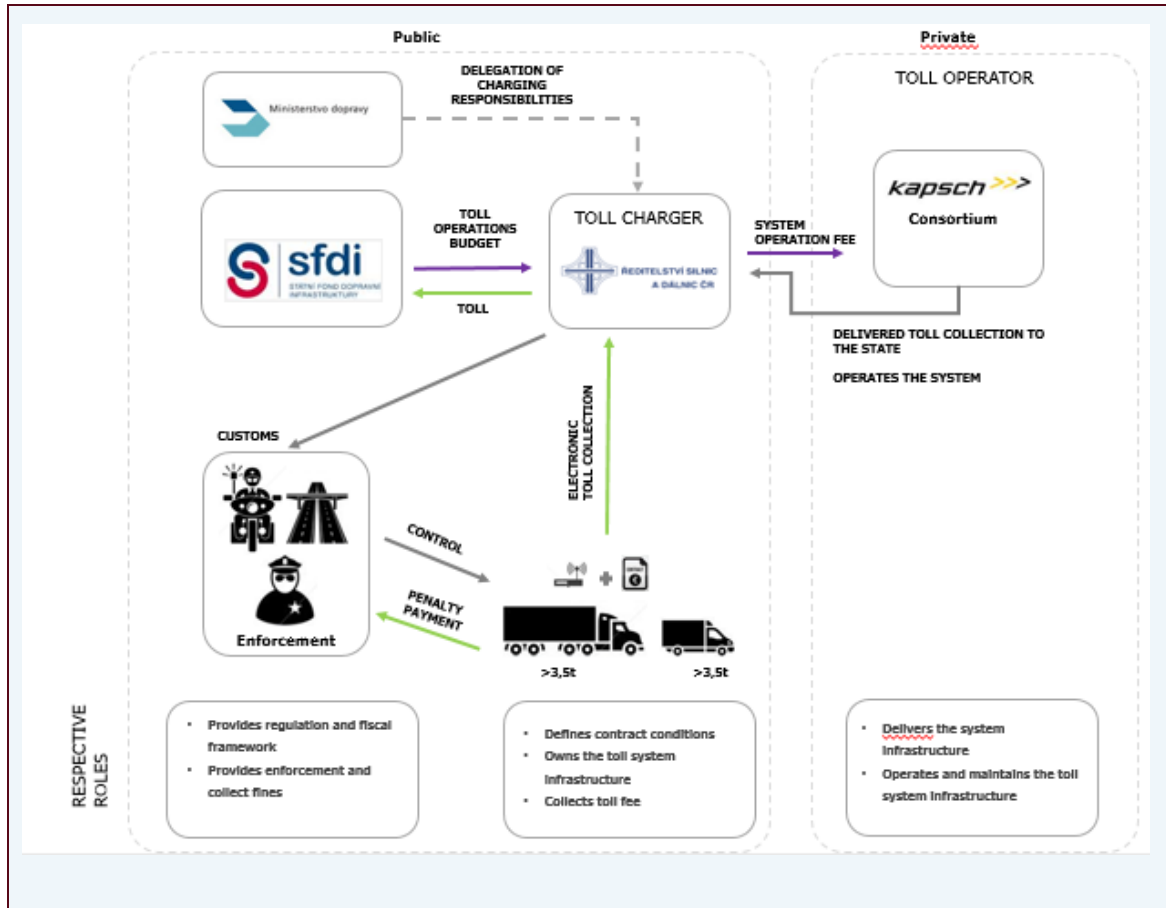 Public
Private
DELEGATION OF
CHARGING
RESPONSIBILITIES
TOLL OPERATOR
Ministerstvo dopravy
kapsch >>>
Consortium
TOLL CHARGER
ŘEDITELSTVÍ SILNIC
A DÁLNIC ČR
sfdi
STÁTNÍ FOND DOPRAVNÍ
INFRASTRUKTURY
TOLL
OPERATIONS
BUDGET
TOLL
SYSTEM
OPERATION FEE
DELIVERED TOLL COLLECTION TO
THE STATE
OPERATES THE SYSTEM
CUSTOMS
ELECTRONIC
TOLL COLLECTION
CONTROL
PENALTY
PAYMENT
Enforcement
>3,5t
>3,5t
RESPECTIVE
ROLES
▪ Provides regulation and fiscal
framework
▪ Provides enforcement and
collect fines
▪ Defines contract conditions
▪ Owns the toll system
Infrastructure
▪ Collects toll fee
▪ Delivers the system
Infrastructure
▪ Operates and maintains the toll
system Infrastructure